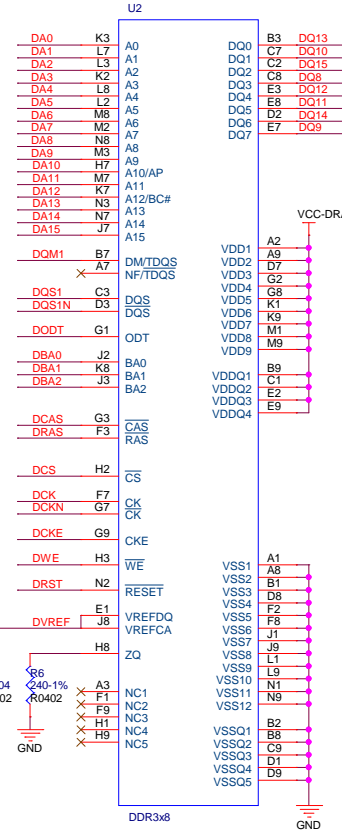 U2
DA0 K3 A0 DQ0 B3 DQ13
DA1 L7 A1 DQ1 C7 DQ10
DA2 L3 A2 DQ2 C2 DQ15
DA3 K2 A3 DQ3 C8 DQ8
DA4 L8 A4 DQ4 E3 DQ12
DA5 L2 A5 DQ5 E8 DQ11
DA6 M8 A6 DQ6 D2 DQ14
DA7 M2 A7 DQ7 E7 DQ9
DA8 N8 A8
DA9 M3 A9
DA10 H7 A10/AP
DA11 M7 A11
DA12 K7 A12/BC#
DA13 N3 A13
DA14 N7 A14
DA15 J7 A15
VCC-DRA
VDD1 A2
DQM1 B7 DM/TDQS VDD2 A9
A7 NF/TDQS VDD3 D7
VDD4 G2
DQS1 C3 DQS VDD5 G8
DQS1N D3 DQS VDD6 K1
VDD7 K9
DODT G1 ODT VDD8 M1
VDD9 M9
DBA0 J2 BA0
DBA1 K8 BA1 VDDQ1 B9
DBA2 J3 BA2 VDDQ2 C1
VDDQ3 E2
VDDQ4 E9
DCAS G3 CAS
DRAS F3 RAS
DCS H2 CS
DCK F7 CK
DCKN G7 CK
DCKE G9 CKE
DWE H3 WE VSS1 A1
VSS2 A8
DRST N2 RESET VSS3 B1
VSS4 D8
E1 VREFDQ VSS5 F2
DVREF J8 VREFCA VSS6 F8
VSS7 J1
H8 ZQ VSS8 J9
VSS9 L1
R6 VSS10 L9
04 240-1% A3 NC1 VSS11 N1
02 R0402 F1 NC2 VSS12 N9
F9 NC3
H1 NC4 VSSQ1 B2
H9 NC5 VSSQ2 B8
GND VSSQ3 C9
VSSQ4 D1
VSSQ5 D9
DDR3x8
GND